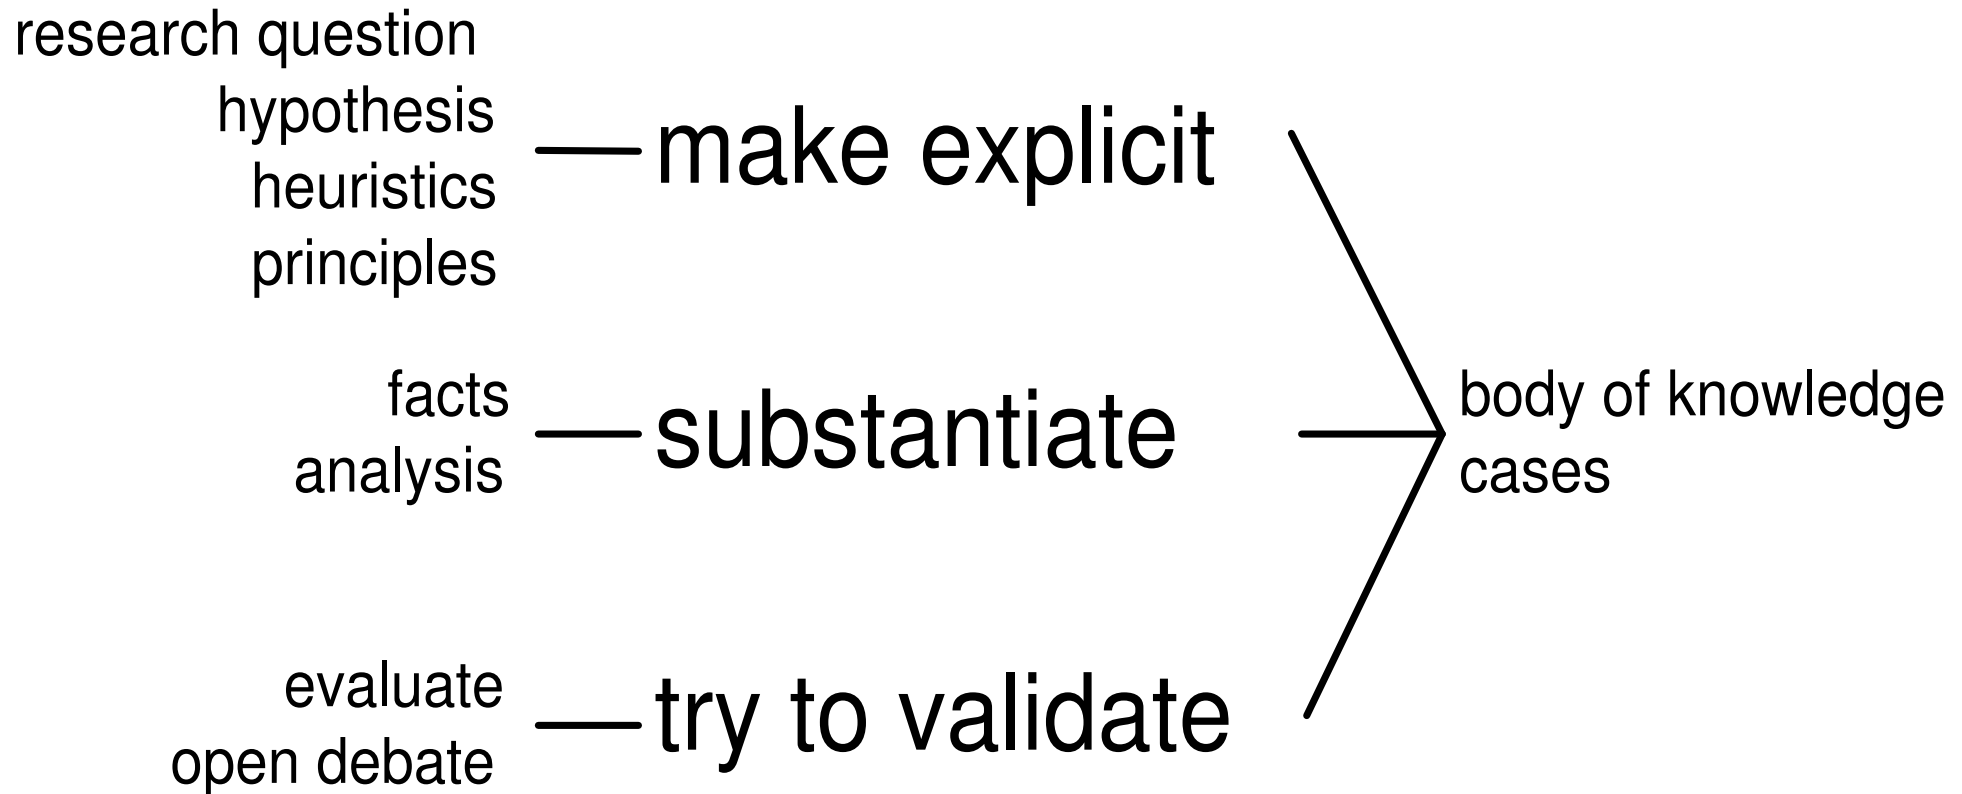 research question
hypothesis
heuristics
principles
make explicit
facts
analysis
substantiate
evaluate
open debate
try to validate
body of knowledge
cases